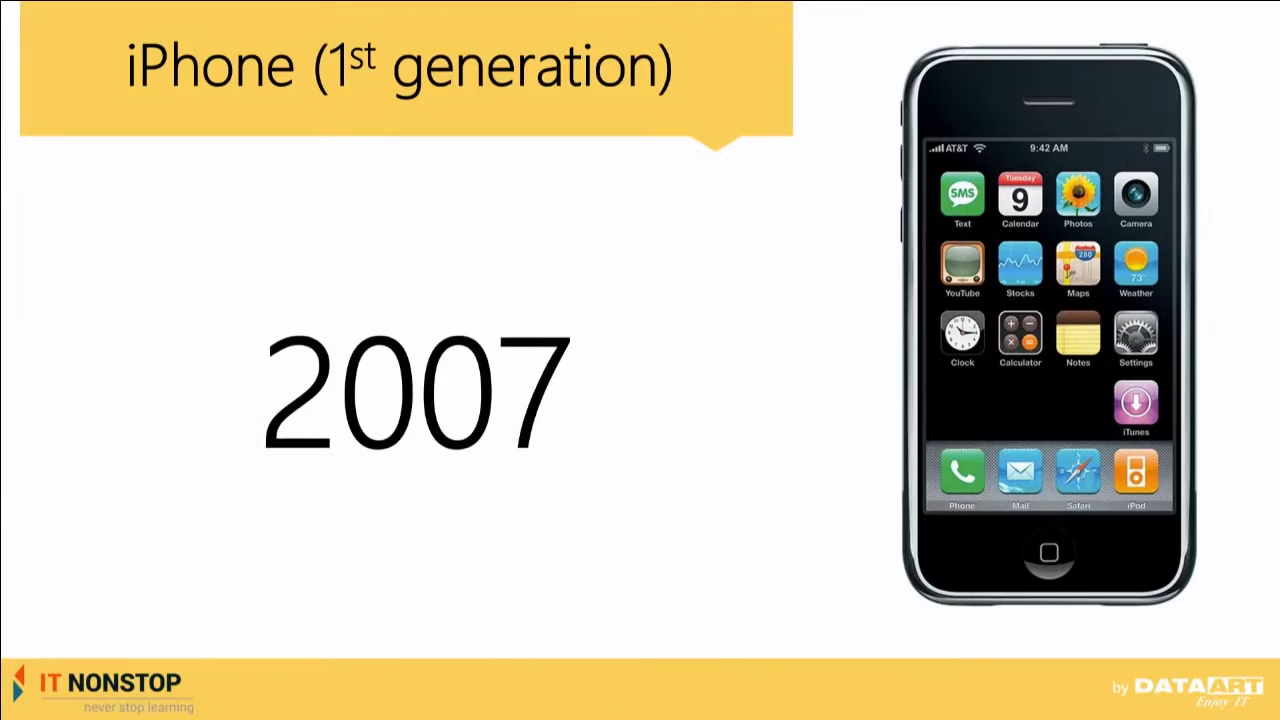 iPhone (1st generation)
2007
AT&T 9:42 AM
SMS Tuesday 9
Text Calendar Photos Camera
280 73°
YouTube Stocks Maps Weather
Clock Calculator Notes Settings
iTunes
Phone Mail Safari iPod
IT NONSTOP
never stop learning
by DATAART
Enjoy IT